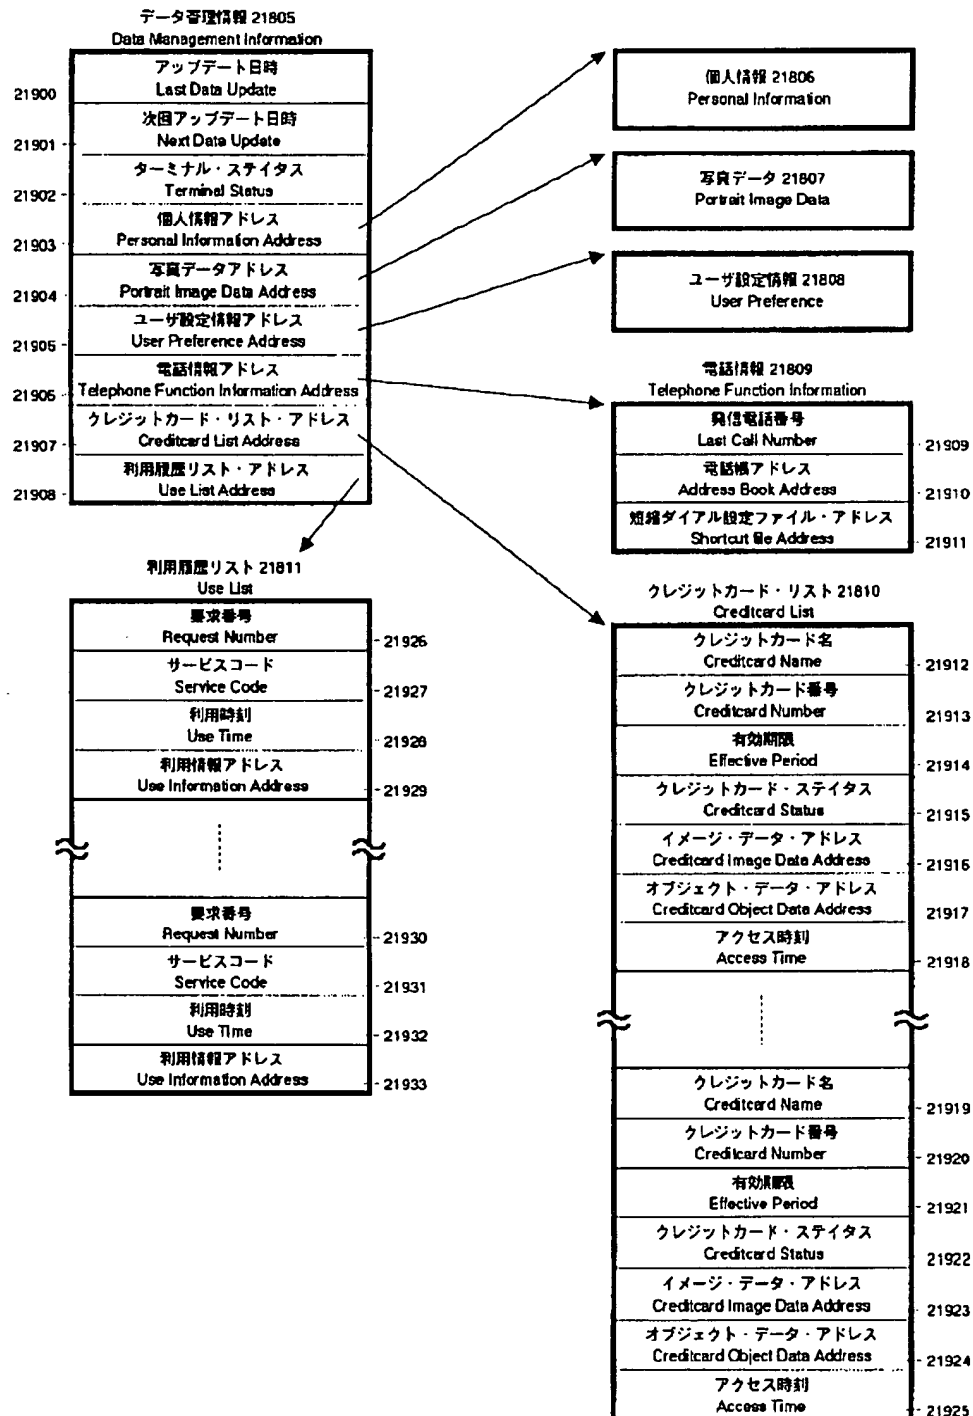 データ管理情報 21805
Data Management Information
アップデート日時
Last Data Update
21900
次回アップデート日時
Next Data Update
21901
ターミナル・ステイタス
Terminal Status
21902
個人情報アドレス
Personal Information Address
21903
写真データアドレス
Portrait Image Data Address
21904
ユーザ設定情報アドレス
User Preference Address
21905
電話情報アドレス
Telephone Function Information Address
21906
クレジットカード・リスト・アドレス
Creditcard List Address
21907
利用履歴リスト・アドレス
Use List Address
21908
個人情報 21806
Personal Information
写真データ 21807
Portrait Image Data
ユーザ設定情報 21808
User Preference
電話情報 21809
Telephone Function Information
発信電話番号
Last Call Number
21909
電話帳アドレス
Address Book Address
21910
短縮ダイアル設定ファイル・アドレス
Shortcut file Address
21911
利用履歴リスト 21811
Use List
要求番号
Request Number
21926
サービスコード
Service Code
21927
利用時刻
Use Time
21928
利用情報アドレス
Use Information Address
21929
要求番号
Request Number
21930
サービスコード
Service Code
21931
利用時刻
Use Time
21932
利用情報アドレス
Use Information Address
21933
クレジットカード・リスト 21810
Creditcard List
クレジットカード名
Creditcard Name
21912
クレジットカード番号
Creditcard Number
21913
有効期限
Effective Period
21914
クレジットカード・ステイタス
Creditcard Status
21915
イメージ・データ・アドレス
Creditcard Image Data Address
21916
オブジェクト・データ・アドレス
Creditcard Object Data Address
21917
アクセス時刻
Access Time
21918
クレジットカード名
Creditcard Name
21919
クレジットカード番号
Creditcard Number
21920
有効期限
Effective Period
21921
クレジットカード・ステイタス
Creditcard Status
21922
イメージ・データ・アドレス
Creditcard Image Data Address
21923
オブジェクト・データ・アドレス
Creditcard Object Data Address
21924
アクセス時刻
Access Time
21925